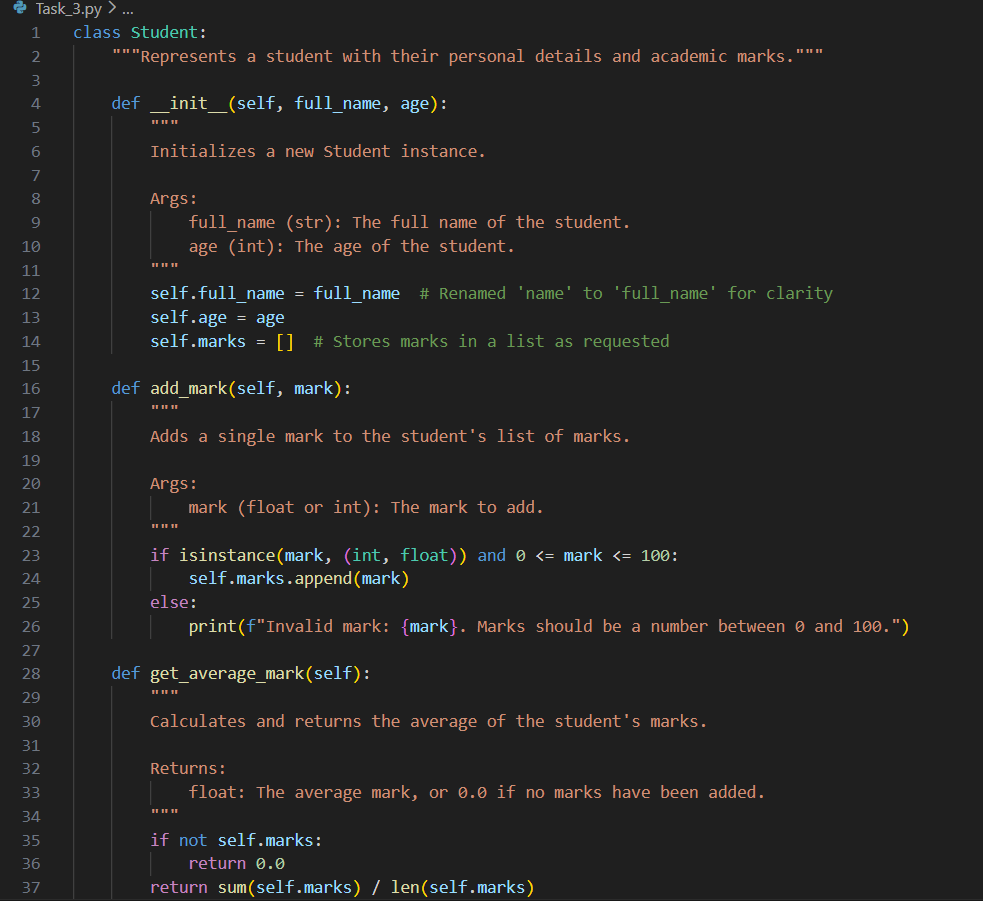 Task_3.py > ...
1 class Student:
2     """Represents a student with their personal details and academic marks."""
3
4     def __init__(self, full_name, age):
5         """
6         Initializes a new Student instance.
7
8         Args:
9             full_name (str): The full name of the student.
10             age (int): The age of the student.
11         """
12         self.full_name = full_name  # Renamed 'name' to 'full_name' for clarity
13         self.age = age
14         self.marks = []  # Stores marks in a list as requested
15
16     def add_mark(self, mark):
17         """
18         Adds a single mark to the student's list of marks.
19
20         Args:
21             mark (float or int): The mark to add.
22         """
23         if isinstance(mark, (int, float)) and 0 <= mark <= 100:
24             self.marks.append(mark)
25         else:
26             print(f"Invalid mark: {mark}. Marks should be a number between 0 and 100.")
27
28     def get_average_mark(self):
29         """
30         Calculates and returns the average of the student's marks.
31
32         Returns:
33             float: The average mark, or 0.0 if no marks have been added.
34         """
35         if not self.marks:
36             return 0.0
37         return sum(self.marks) / len(self.marks)